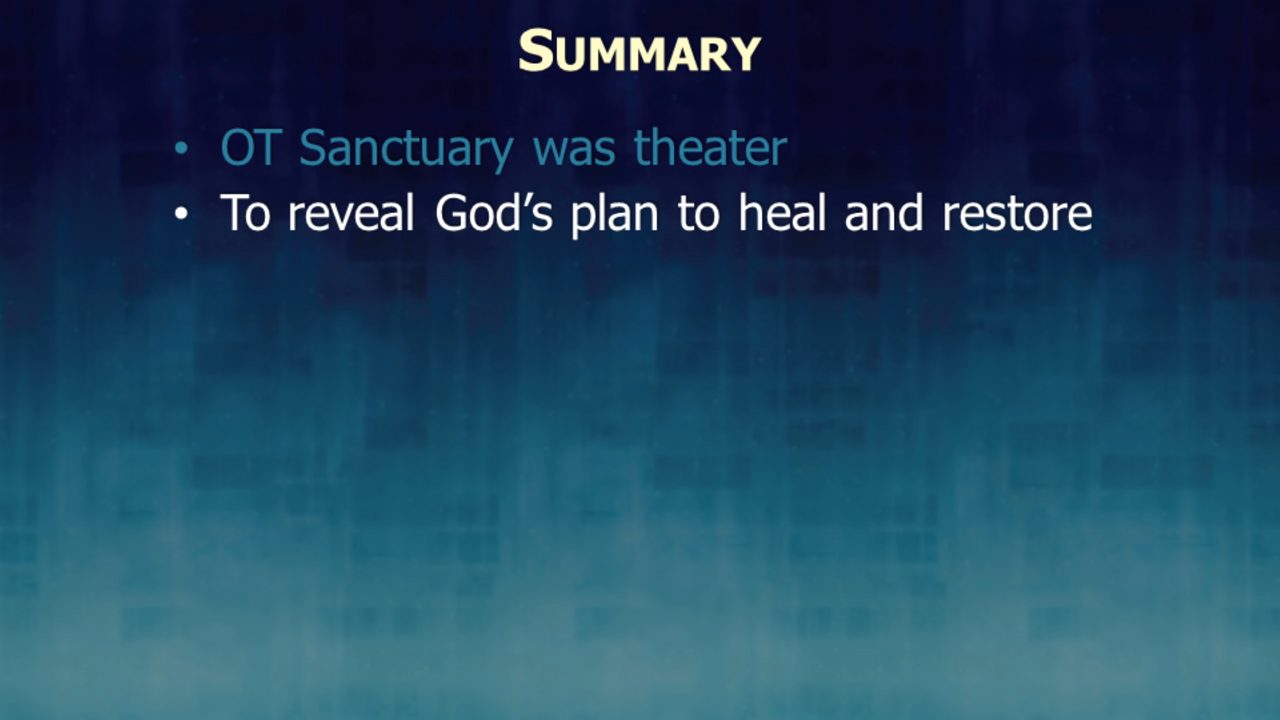 SUMMARY
• OT Sanctuary was theater
• To reveal God’s plan to heal and restore